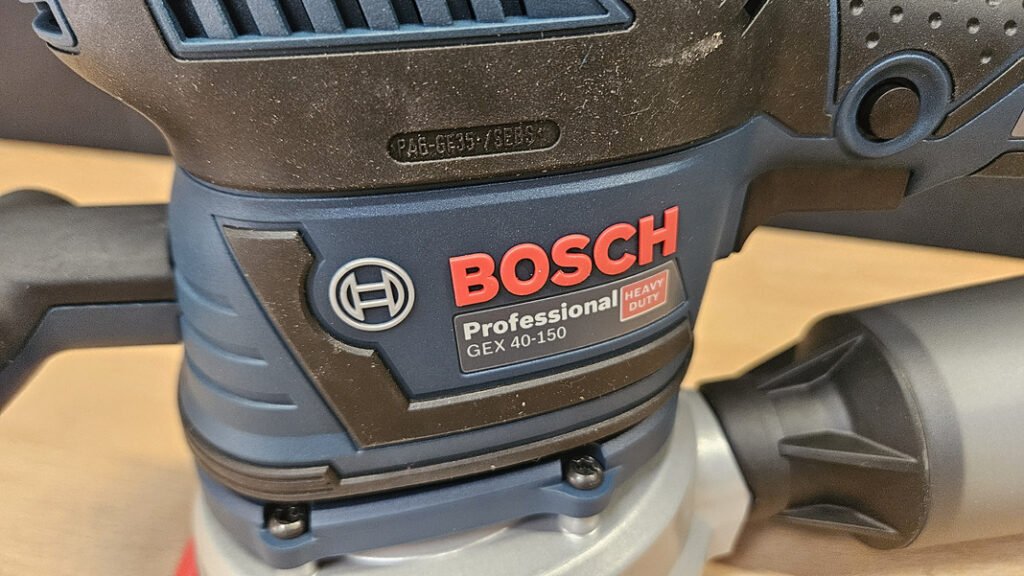 PA6-GF35·/SEBS·
BOSCH
Professional
HEAVY
DUTY
GEX 40-150